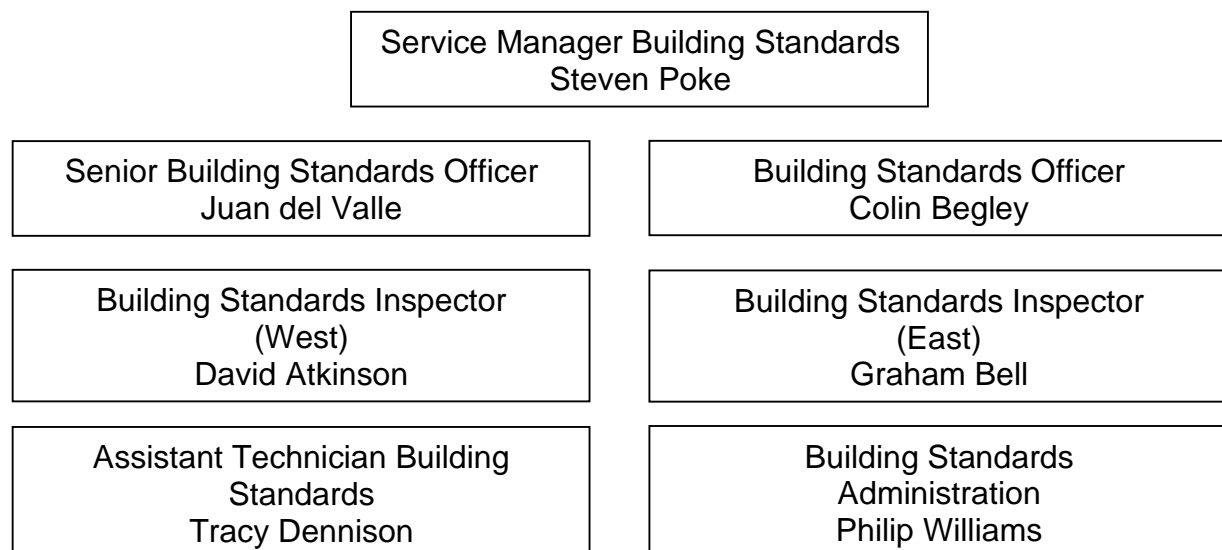 Service Manager Building Standards
Steven Poke
Senior Building Standards Officer
Juan del Valle
Building Standards Officer
Colin Begley
Building Standards Inspector
(West)
David Atkinson
Building Standards Inspector
(East)
Graham Bell
Assistant Technician Building
Standards
Tracy Dennison
Building Standards
Administration
Philip Williams